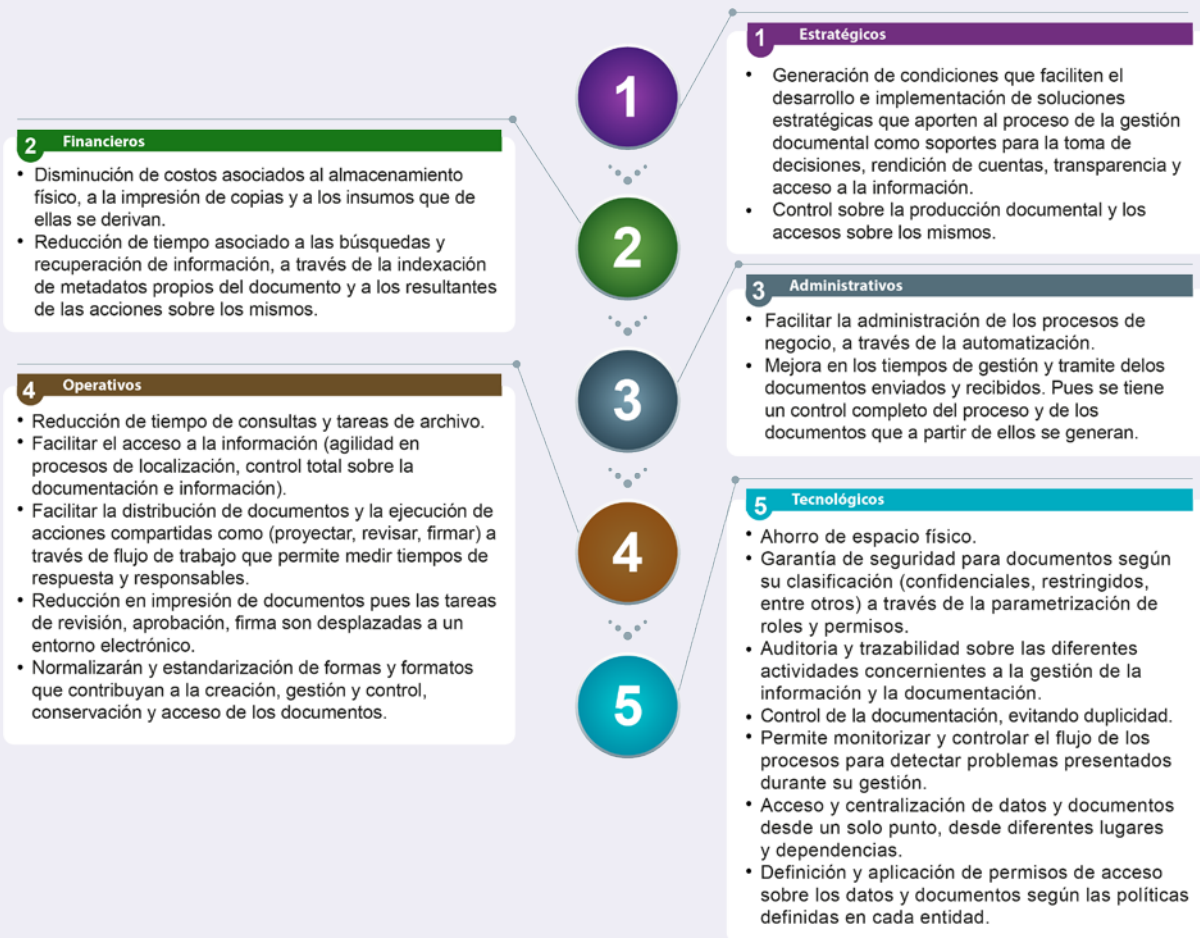 1
Estratégicos
• Generación de condiciones que faciliten el
desarrollo e implementación de soluciones
estratégicas que aporten al proceso de la gestión
documental como soportes para la toma de
decisiones, rendición de cuentas, transparencia y
acceso a la información.
• Control sobre la producción documental y los
accesos sobre los mismos.
2
Financieros
• Disminución de costos asociados al almacenamiento
físico, a la impresión de copias y a los insumos que de
ellas se derivan.
• Reducción de tiempo asociado a las búsquedas y
recuperación de información, a través de la indexación
de metadatos propios del documento y a los resultantes
de las acciones sobre los mismos.
3
Administrativos
• Facilitar la administración de los procesos de
negocio, a través de la automatización.
• Mejora en los tiempos de gestión y tramite delos
documentos enviados y recibidos. Pues se tiene
un control completo del proceso y de los
documentos que a partir de ellos se generan.
4
Operativos
• Reducción de tiempo de consultas y tareas de archivo.
• Facilitar el acceso a la información (agilidad en
procesos de localización, control total sobre la
documentación e información).
• Facilitar la distribución de documentos y la ejecución de
acciones compartidas como (proyectar, revisar, firmar) a
través de flujo de trabajo que permite medir tiempos de
respuesta y responsables.
• Reducción en impresión de documentos pues las tareas
de revisión, aprobación, firma son desplazadas a un
entorno electrónico.
• Normalizarán y estandarización de formas y formatos
que contribuyan a la creación, gestión y control,
conservación y acceso de los documentos.
5
Tecnológicos
• Ahorro de espacio físico.
• Garantía de seguridad para documentos según
su clasificación (confidenciales, restringidos,
entre otros) a través de la parametrización de
roles y permisos.
• Auditoria y trazabilidad sobre las diferentes
actividades concernientes a la gestión de la
información y la documentación.
• Control de la documentación, evitando duplicidad.
• Permite monitorizar y controlar el flujo de los
procesos para detectar problemas presentados
durante su gestión.
• Acceso y centralización de datos y documentos
desde un solo punto, desde diferentes lugares
y dependencias.
• Definición y aplicación de permisos de acceso
sobre los datos y documentos según las políticas
definidas en cada entidad.
1
2
3
4
5